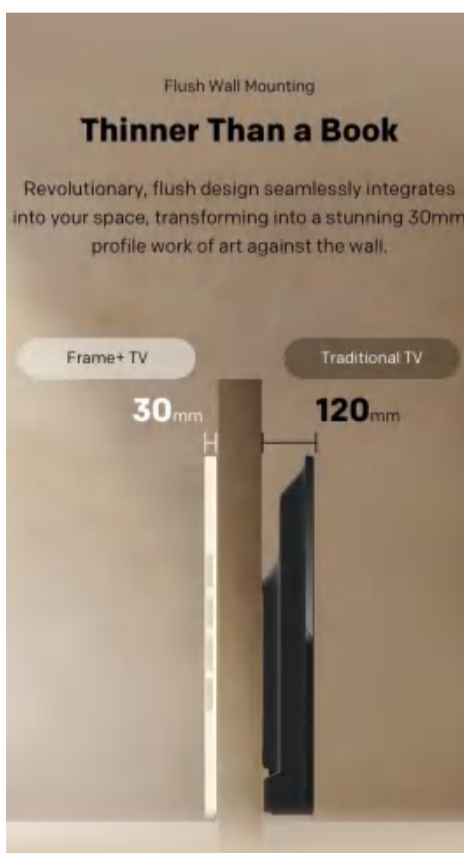 Flush Wall Mounting
Thinner Than a Book
Revolutionary, flush design seamlessly integrates
into your space, transforming into a stunning 30mm
profile work of art against the wall.
Frame+ TV
Traditional TV
30mm
120mm